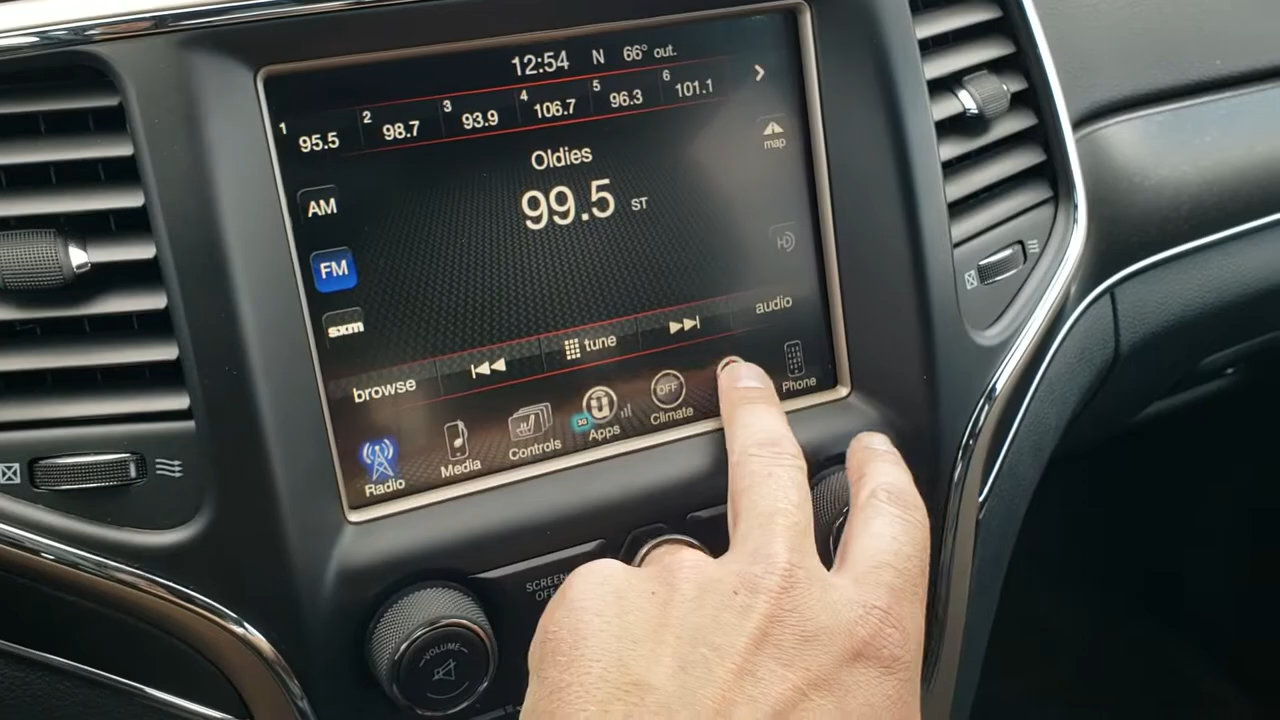 12:54 N 66° out.
1 95.5 2 98.7 3 93.9 4 106.7 5 96.3 6 101.1
map
Oldies
99.5 ST
AM
FM
HD
sxm
audio
browse tune
Radio Media Controls 3G Apps OFF Climate Phone
SCREEN
OFF
VOLUME